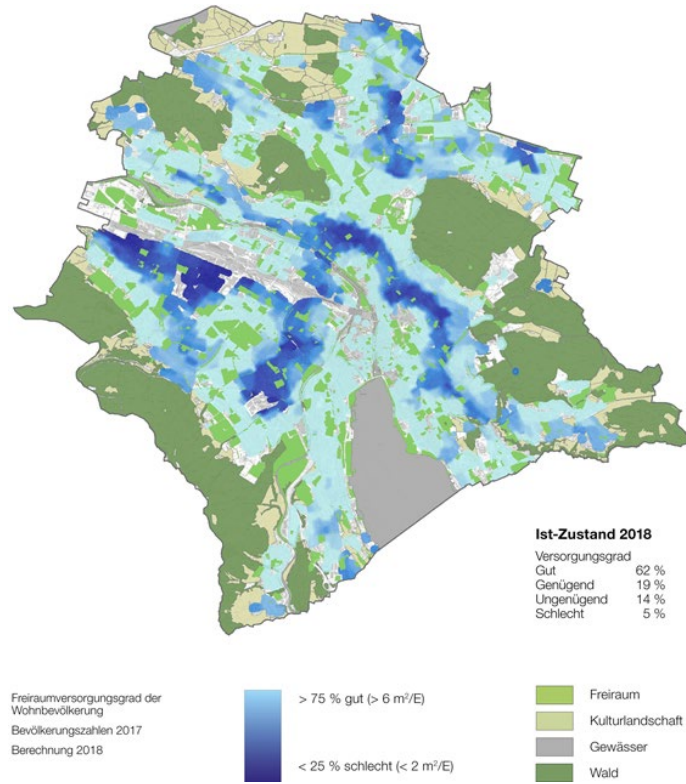 Ist-Zustand 2018
Versorgungsgrad
Gut 62 %
Genügend 19 %
Ungenügend 14 %
Schlecht 5 %
Freiraumversorgungsgrad der
Wohnbevölkerung
Bevölkerungszahlen 2017
Berechnung 2018
> 75 % gut (> 6 m²/E)
< 25 % schlecht (< 2 m²/E)
Freiraum
Kulturlandschaft
Gewässer
Wald